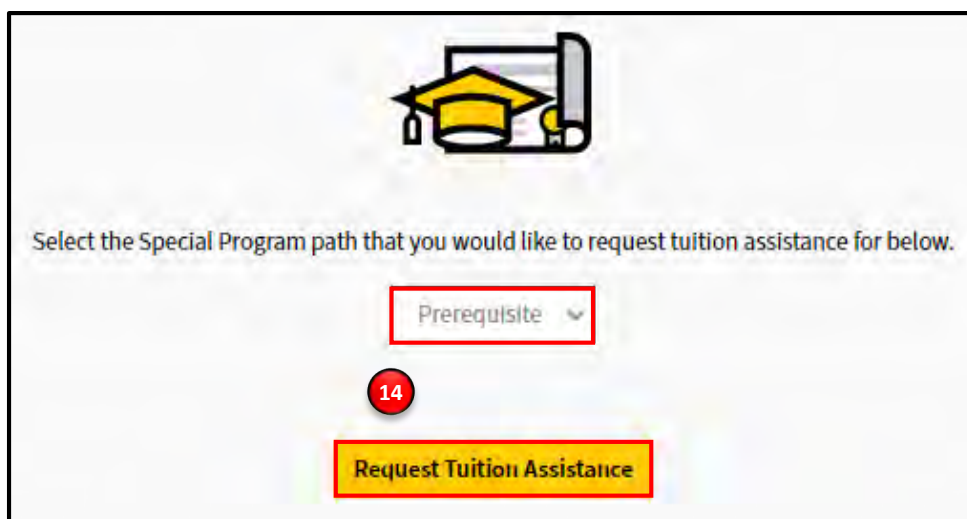 Select the Special Program path that you would like to request tuition assistance for below.
Prerequisite
14
Request Tuition Assistance